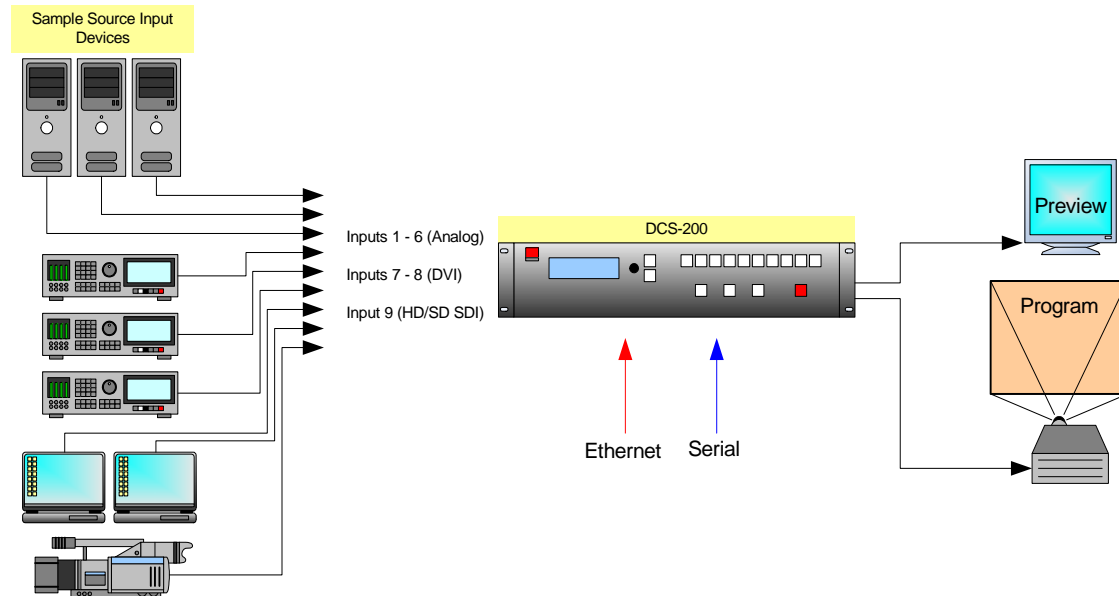 Sample Source Input
Devices
Inputs 1 - 6 (Analog)
Inputs 7 - 8 (DVI)
Input 9 (HD/SD SDI)
DCS-200
Ethernet
Serial
Preview
Program